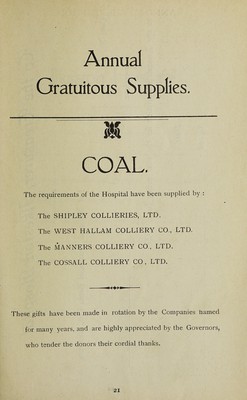 Annual
Gratuitous Supplies.
COAL.
The requirements of the Hospital have been supplied by :
The SHIPLEY COLLIERIES, LTD.
The WEST HALLAM COLLIERY CO., LTD.
The MANNERS COLLIERY CO., LTD.
The COSSALL COLLIERY CO., LTD.
These gifts have been made in rotation by the Companies named
for many years, and are highly appreciated by the Governors,
who tender the donors their cordial thanks.
21